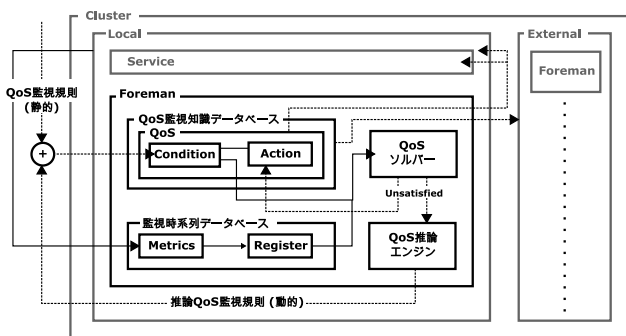 Cluster
Local
External
Service
Foreman
QoS監視規則
(静的)
Foreman
QoS監視知識データベース
QoS
Condition
Action
QoS
ソルバー
+
Unsatisfied
監視時系列データベース
Metrics
Register
QoS推論
エンジン
推論QoS監視規則 (動的)